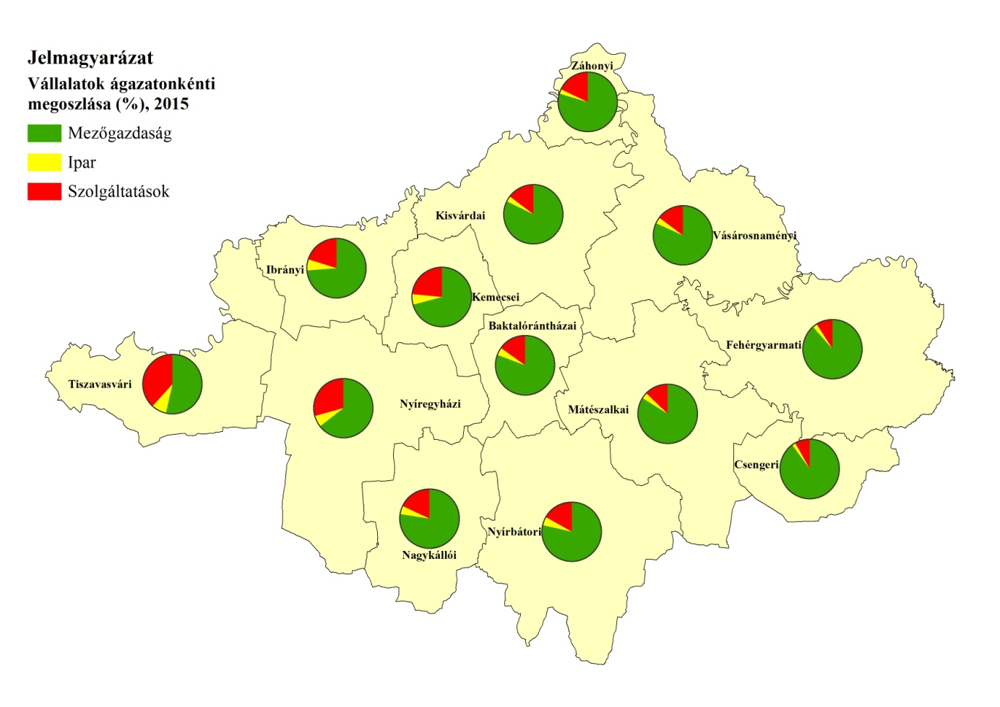 Jelmagyarázat
Vállalatok ágazatonkénti
megoszlása (%), 2015
Mezőgazdaság
Ipar
Szolgáltatások
Záhonyi
Kisvárdai
Vásárosnaményi
Ibrányi
Kemecsei
Baktalórántházai
Fehérgyarmati
Tiszavasvári
Nyíregyházi
Mátészalkai
Csengeri
Nyírbátori
Nagykállói